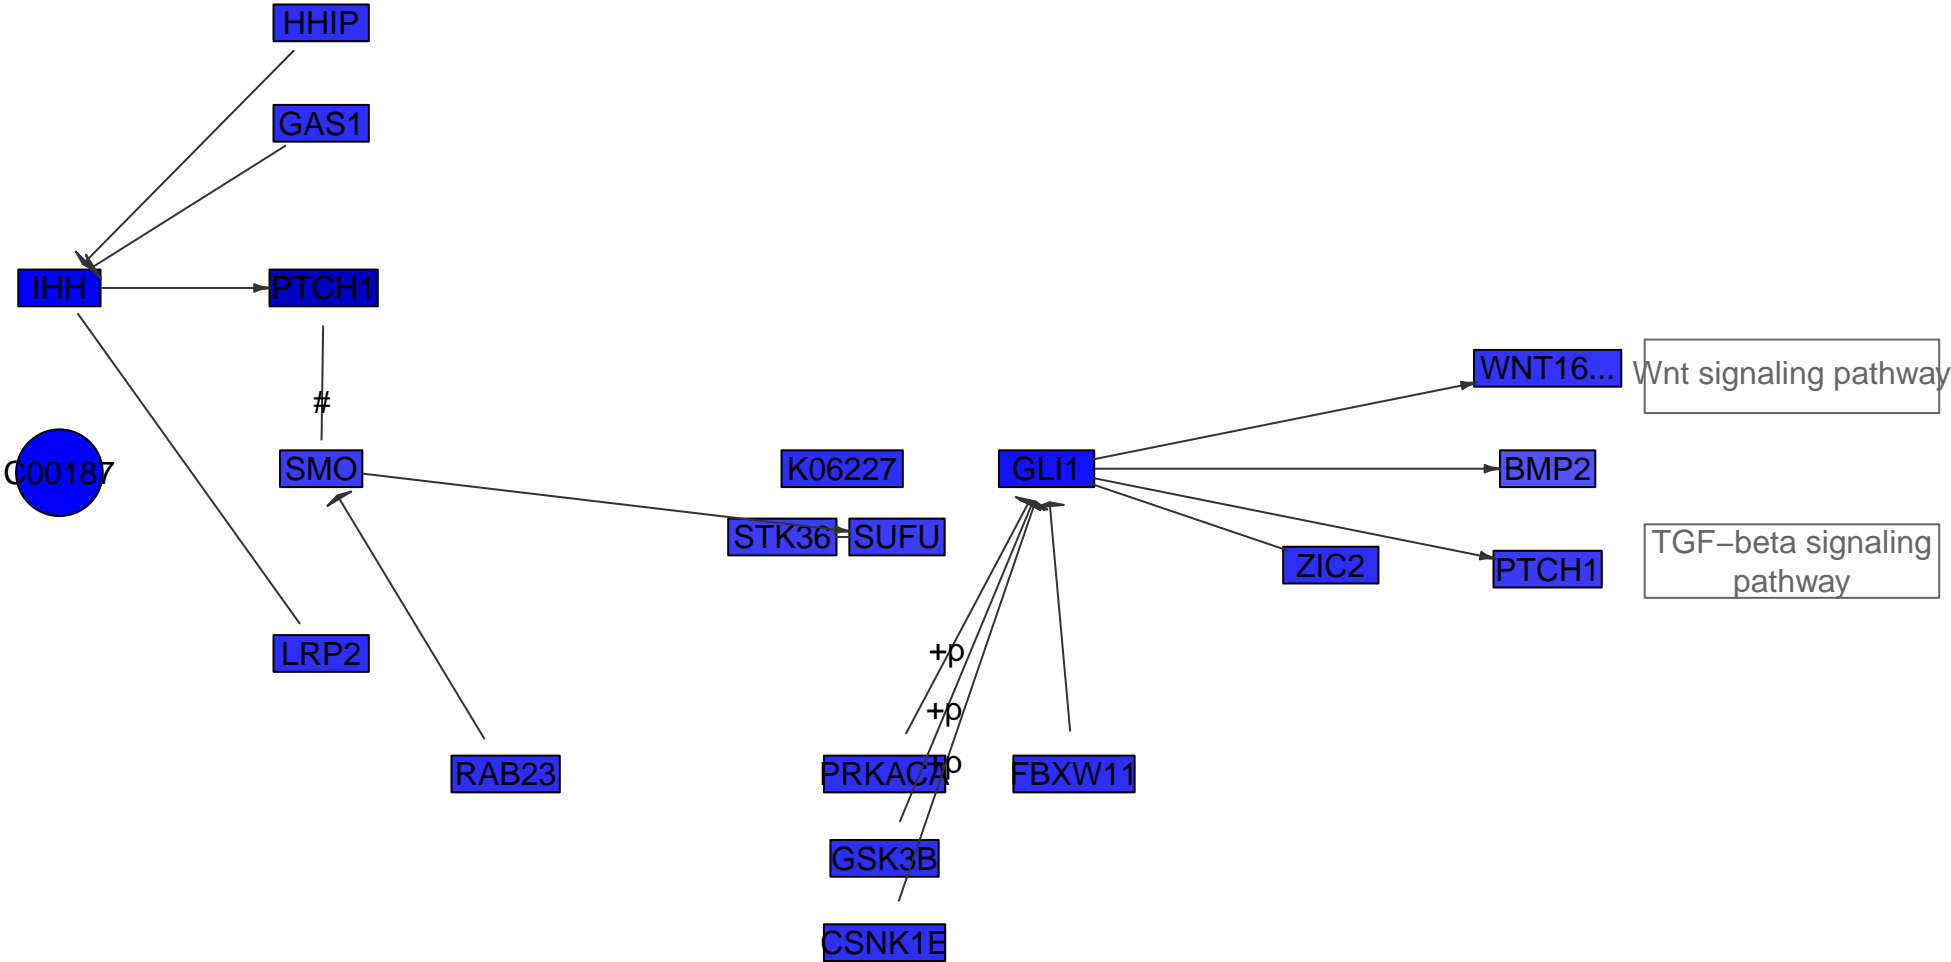 HHIP
GAS1
IHH
PTCH1
WNT16...
Wnt signaling pathway
#
C00187
SMO
K06227
GLI1
BMP2
STK36
SUFU
ZIC2
PTCH1
TGF−beta signaling
pathway
LRP2
+p
+p
+p
RAB23
PRKACA
FBXW11
GSK3B
CSNK1E